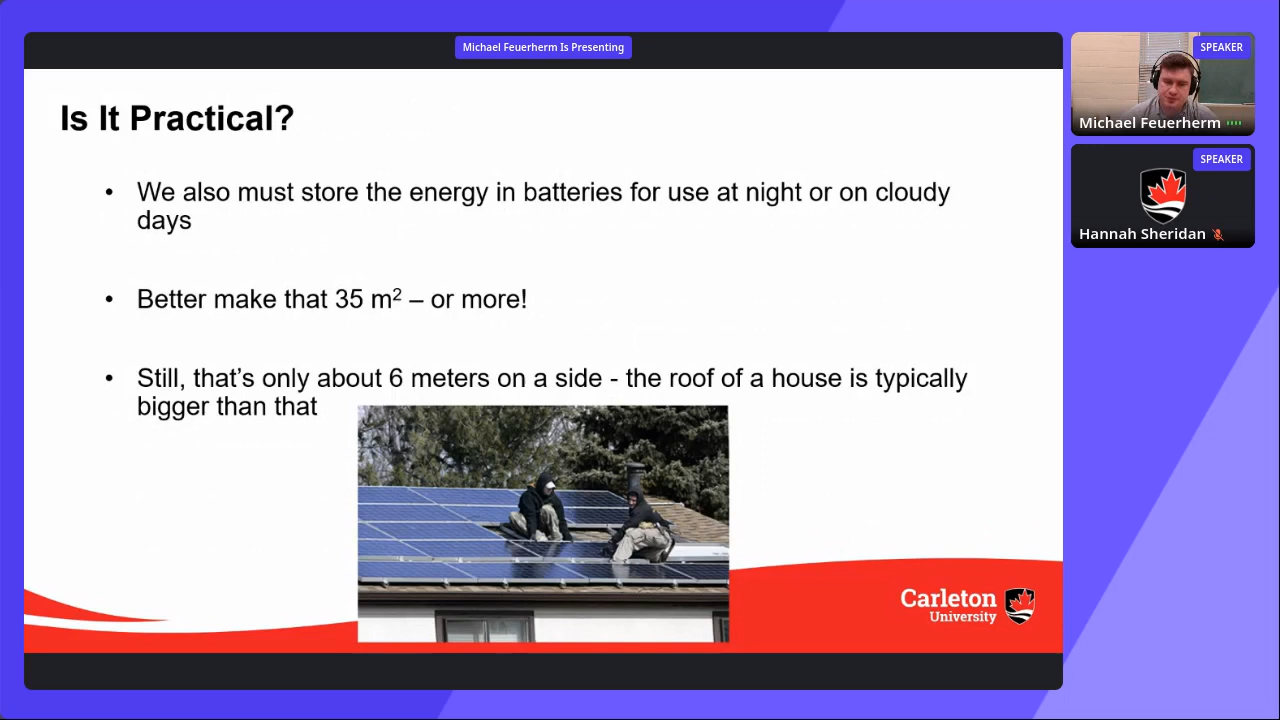 Michael Feuerherm Is Presenting
Is It Practical?
• We also must store the energy in batteries for use at night or on cloudy
days
• Better make that 35 m² – or more!
• Still, that’s only about 6 meters on a side - the roof of a house is typically
bigger than that
Carleton
University
SPEAKER
Michael Feuerherm
SPEAKER
Hannah Sheridan